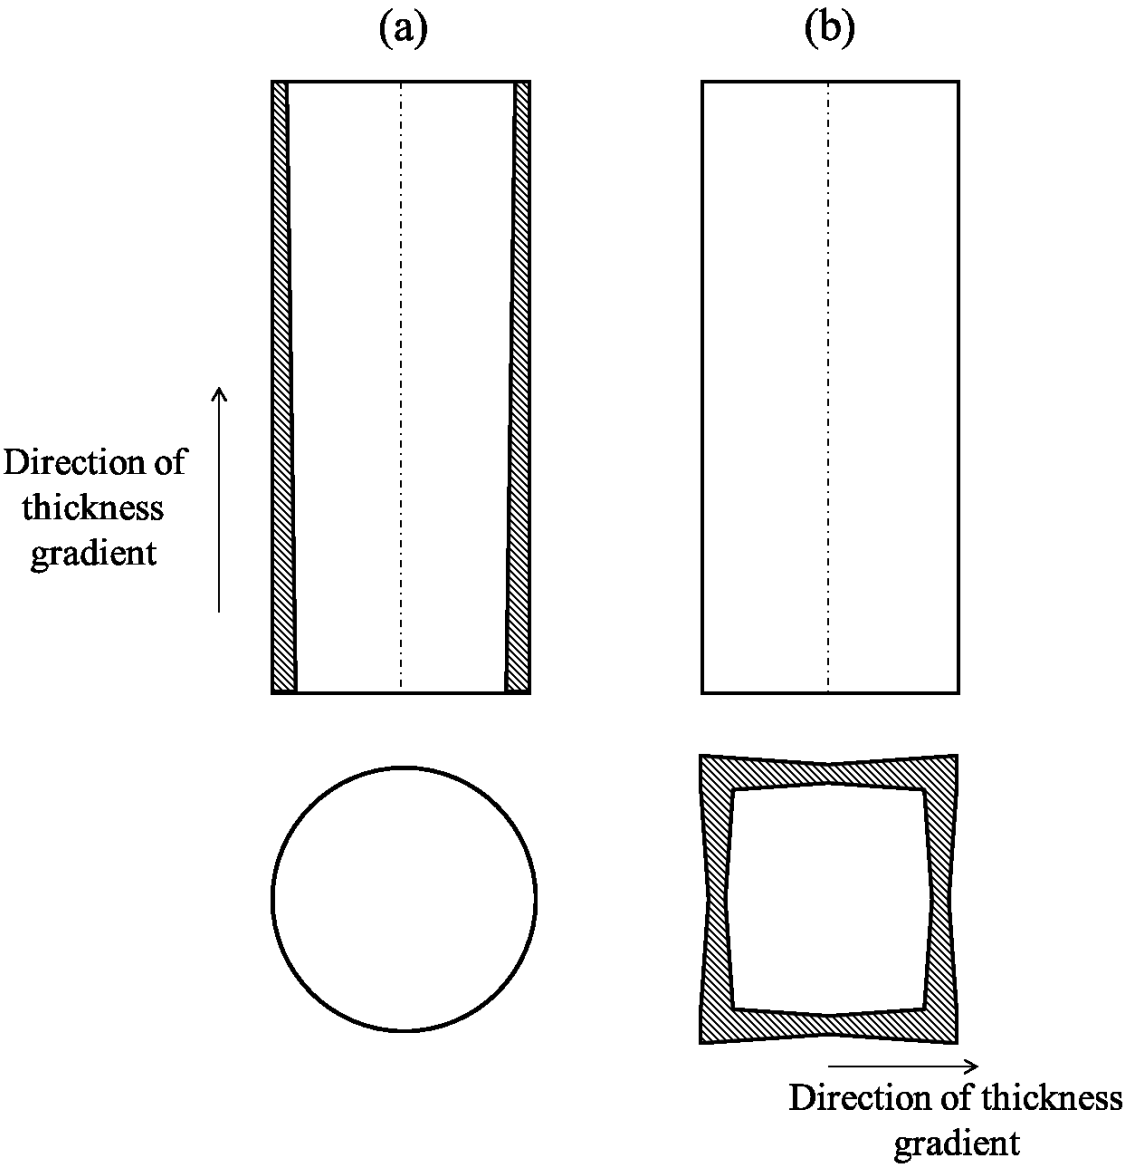 (a)
(b)
Direction of
thickness
gradient
Direction of thickness
gradient